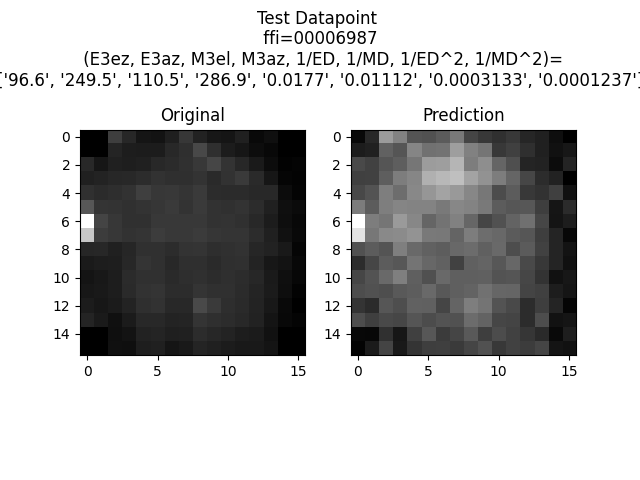 Test Datapoint
ffi=00006987
(E3ez, E3az, M3el, M3az, 1/ED, 1/MD, 1/ED^2, 1/MD^2)=
['96.6', '249.5', '110.5', '286.9', '0.0177', '0.01112', '0.0003133', '0.0001237']
Original Prediction
0 0
2 2
4 4
6 6
8 8
10 10
12 12
14 14
0 5 10 15 0 5 10 15